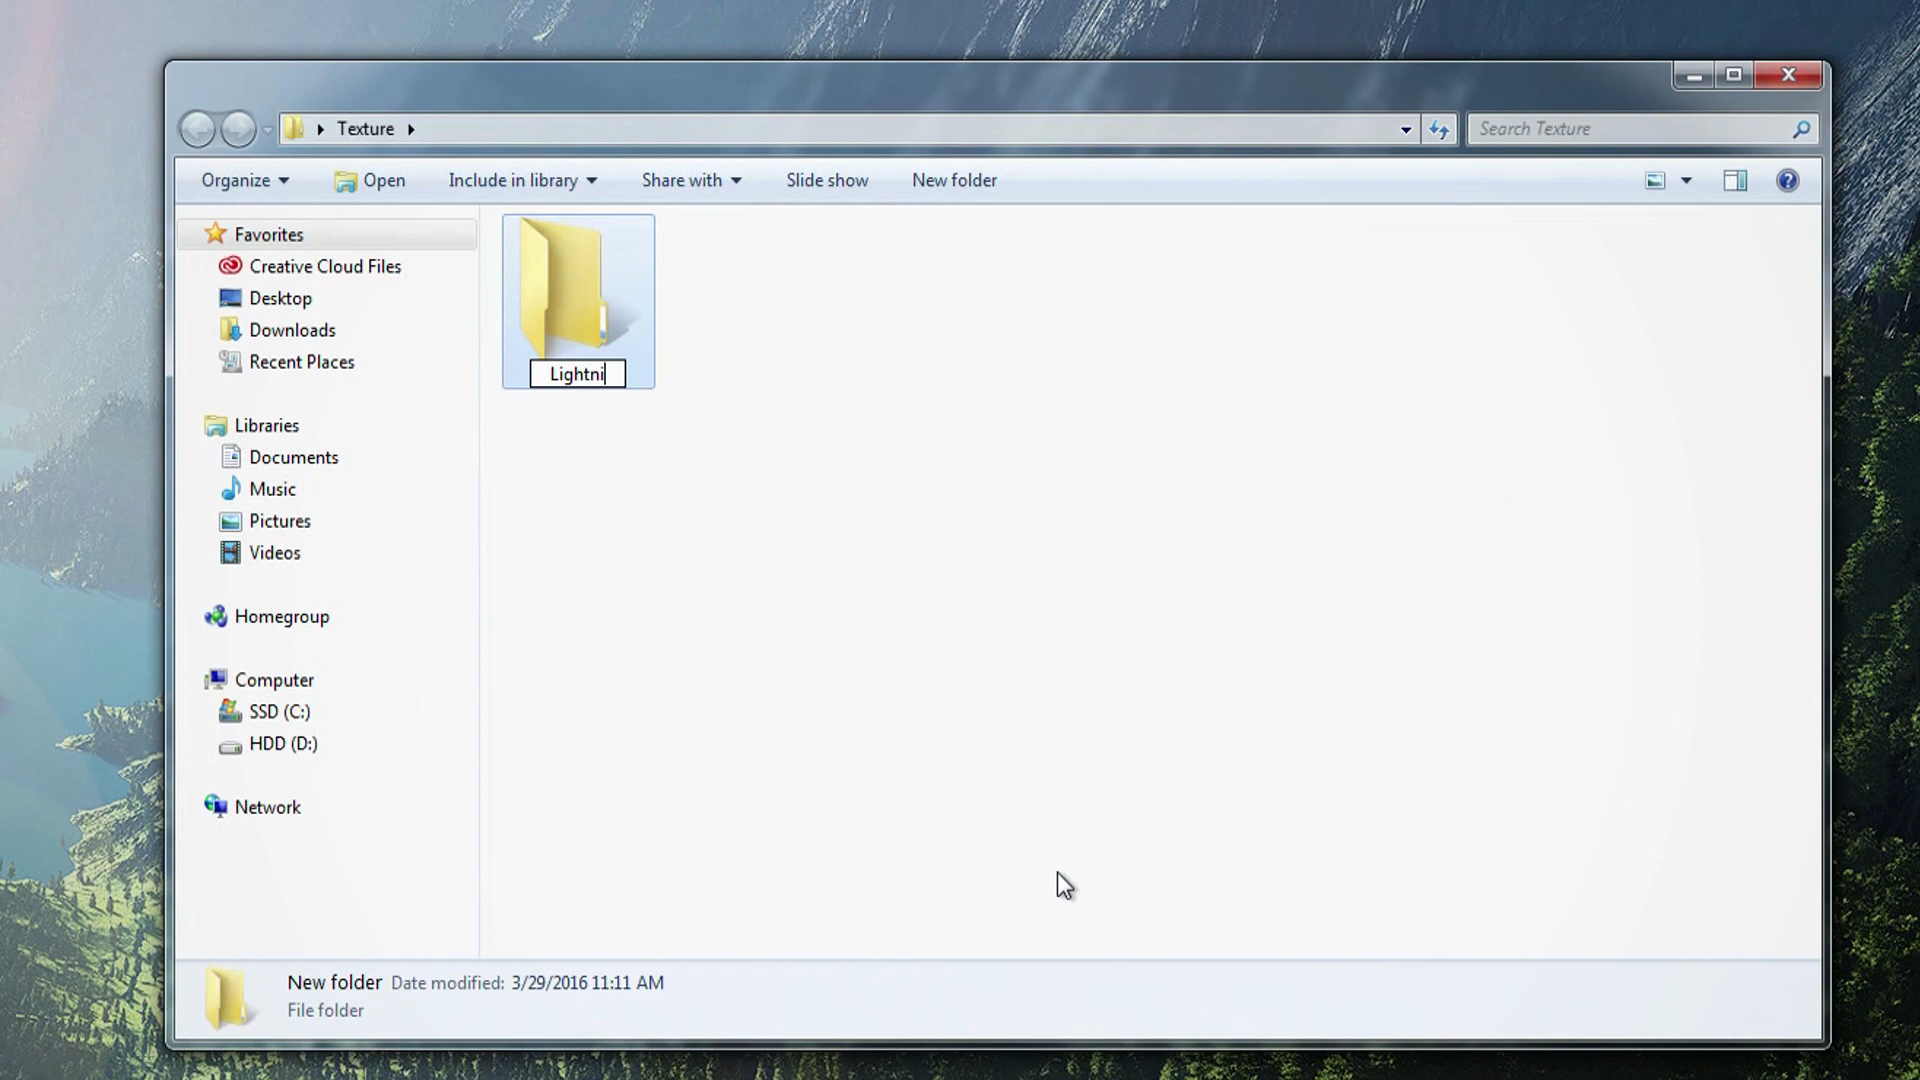 Texture
Search Texture
Organize Open Include in library Share with Slide show New folder
Favorites
Creative Cloud Files
Desktop
Downloads
Recent Places
Libraries
Documents
Music
Pictures
Videos
Homegroup
Computer
SSD (C:)
HDD (D:)
Network
Lightni
New folder Date modified: 3/29/2016 11:11 AM
File folder